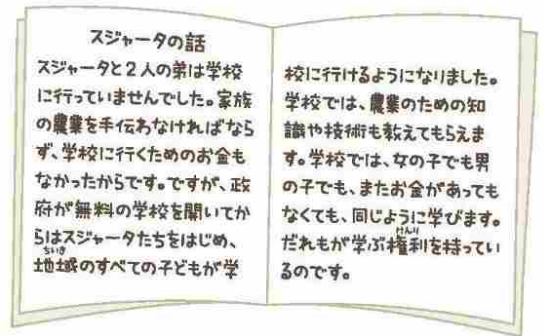 スジャータの話
スジャータと2人の弟は学校
に行っていませんでした。家族
の農業を手伝わなければなら
ず、学校に行くためのお金も
なかったからです。ですが、政
府が無料の学校を開いてか
らはスジャータたちをはじめ、
ちいき
地域のすべての子どもが学
校に行けるようになりました。
学校では、農業のための知
識や技術も教えてもらえま
す。学校では、女の子でも男
の子でも、またお金があっても
なくても、同じように学びます。
けんり
だれもが学ぶ権利を持ってい
るのです。